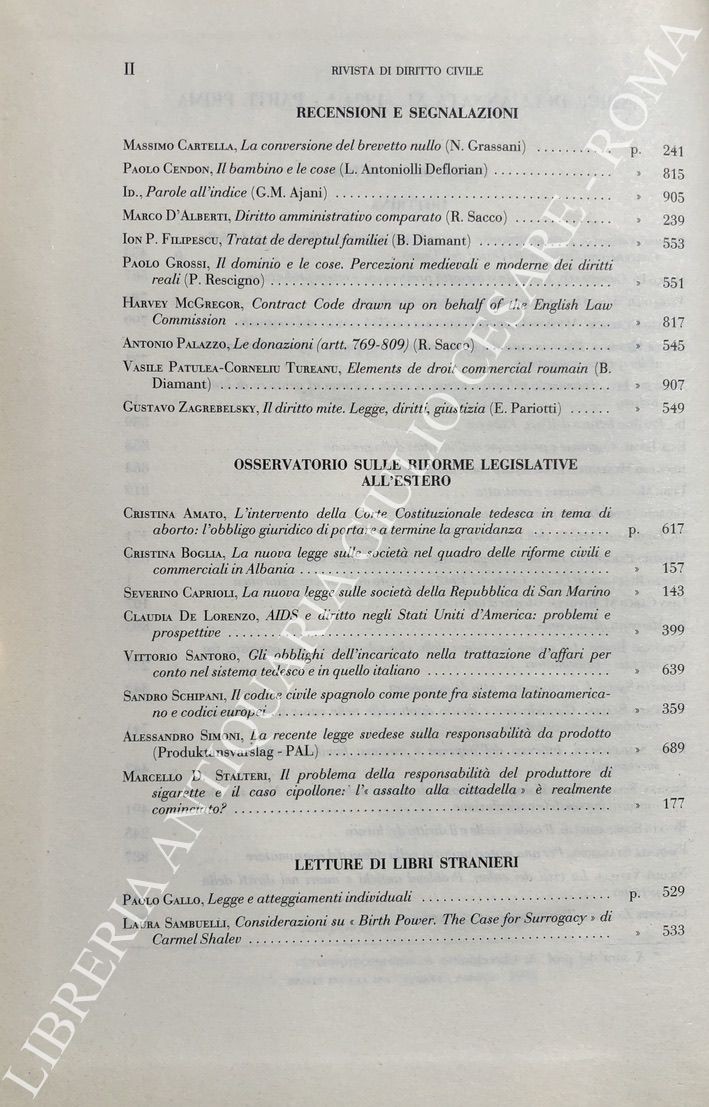 II
RIVISTA DI DIRITTO CIVILE
RECENSIONI E SEGNALAZIONI
MASSIMO CARTELLA, La conversione del brevetto nullo (N. Grassani) .......... p. 241
PAOLO CENDON, Il bambino e le cose (L. Antoniolli Deflorian) ................ » 815
ID., Parole all'indice (G.M. Ajani) ..................................... » 905
MARCO D'ALBERTI, Diritto amministrativo comparato (R. Sacco) ............. » 239
ION P. FILIPESCU, Tratat de dereptul familiei (B. Diamant) .................. » 553
PAOLO GROSSI, Il dominio e le cose. Percezioni medievali e moderne dei diritti
reali (P. Rescigno) ................................................ » 551
HARVEY MCGREGOR, Contract Code drawn up on behalf of the English Law
Commission .................................................... » 817
ANTONIO PALAZZO, Le donazioni (artt. 769-809) (R. Sacco) ................. » 545
VASILE PATULEA-CORNELIU TUREANU, Elements de droit commercial roumain (B.
Diamant) ...................................................... » 907
GUSTAVO ZAGREBELSKY, Il diritto mite. Legge, diritti, giustizia (E. Pariotti) ...... » 549
OSSERVATORIO SULLE RIFORME LEGISLATIVE
ALL'ESTERO
CRISTINA AMATO, L'intervento della Corte Costituzionale tedesca in tema di
aborto: l'obbligo giuridico di portare a termine la gravidanza ........... p. 617
CRISTINA BOGLIA, La nuova legge sulle società nel quadro delle riforme civili e
commerciali in Albania ........................................... » 157
SEVERINO CAPRIOLI, La nuova legge sulle società della Repubblica di San Marino » 143
CLAUDIA DE LORENZO, AIDS e diritto negli Stati Uniti d'America: problemi e
prospettive ..................................................... » 399
VITTORIO SANTORO, Gli obblighi dell'incaricato nella trattazione d'affari per
conto nel sistema tedesco e in quello italiano ......................... » 639
SANDRO SCHIPANI, Il codice civile spagnolo come ponte fra sistema latinoamerica-
no e codici europei .............................................. » 359
ALESSANDRO SIMONI, La recente legge svedese sulla responsabilità da prodotto
(Produktansvarslag - PAL) ....................................... » 689
MARCELLO D. STALTERI, Il problema della responsabilità del produttore di
sigarette e il caso cipollone: l'« assalto alla cittadella » è realmente
cominciato? .................................................... » 177
LETTURE DI LIBRI STRANIERI
PAOLO GALLO, Legge e atteggiamenti individuali ........................... p. 529
LAURA SAMBUELLI, Considerazioni su « Birth Power. The Case for Surrogacy » di
Carmel Shalev .................................................. » 533
LIBRERIA ANTIQUARIA GIULIO CESARE - ROMA